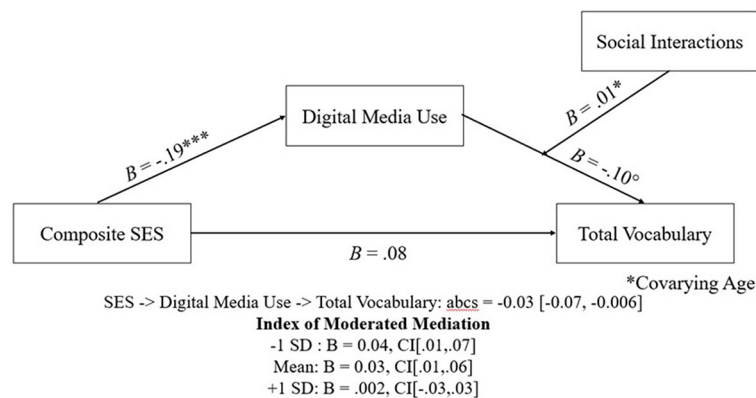 Social Interactions
Digital Media Use
B = .01*
B = -.19***
B = -.10°
Composite SES
Total Vocabulary
B = .08
*Covarying Age
SES -> Digital Media Use -> Total Vocabulary: abcs = -0.03 [-0.07, -0.006]
Index of Moderated Mediation
-1 SD : B = 0.04, CI[.01,.07]
Mean: B = 0.03, CI[.01,.06]
+1 SD: B = .002, CI[-.03,.03]